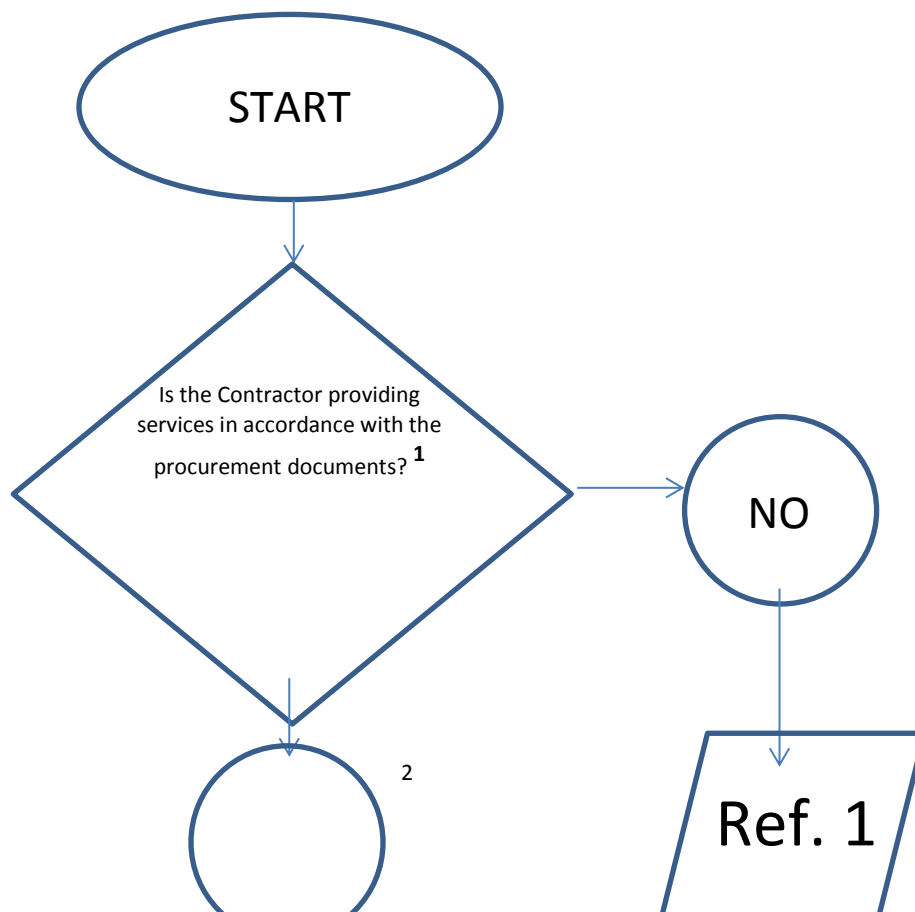 START
Is the Contractor providing
services in accordance with the
procurement documents? 1
NO
2
Ref. 1